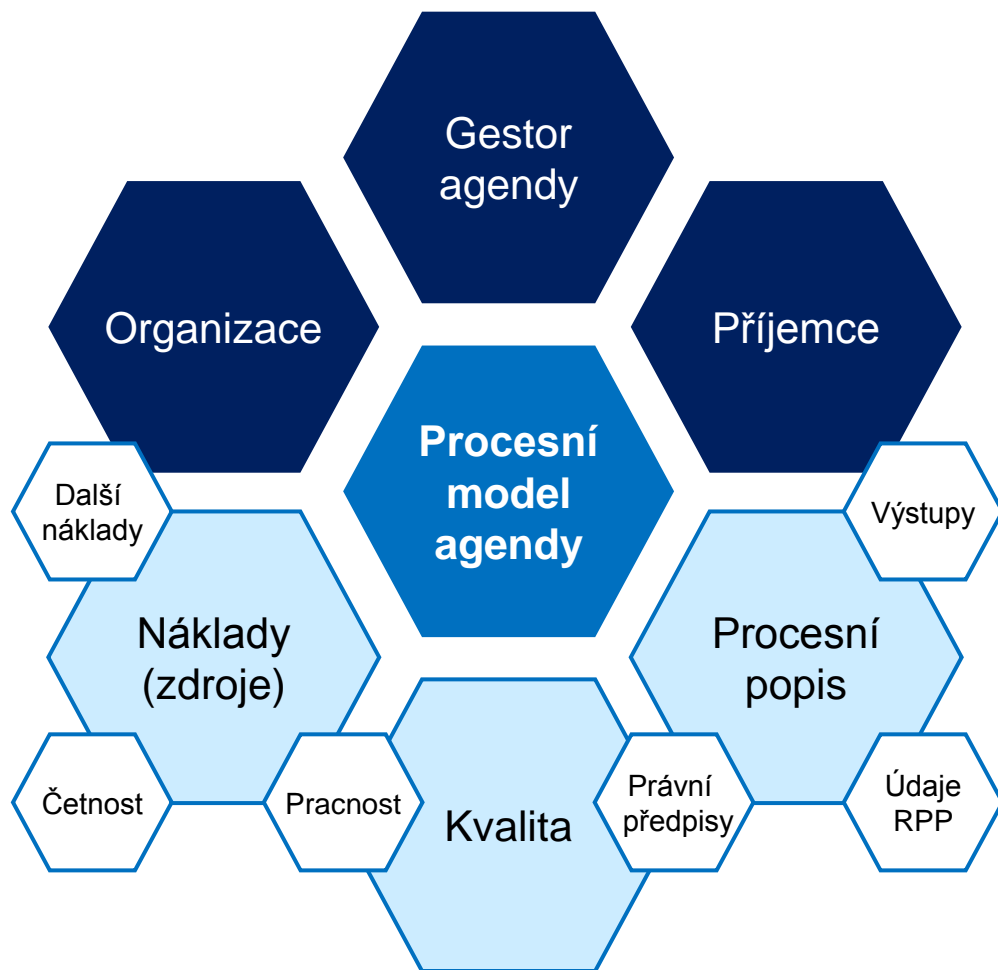 Gestor
agendy
Organizace
Příjemce
Procesní
model
agendy
Další
náklady
Výstupy
Náklady
(zdroje)
Procesní
popis
Četnost
Pracnost
Kvalita
Právní
předpisy
Údaje
RPP